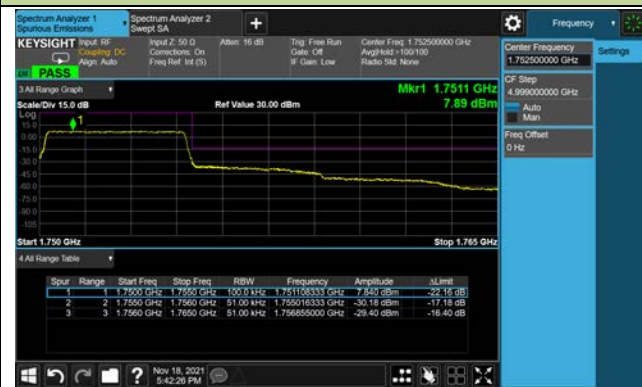 Spectrum Analyzer 1
Spurious Emissions
Spectrum Analyzer 2
Swept SA
Frequency
KEYSIGHT
Input: RF
Coupling: DC
Align: Auto
Input Z: 50 Ω
Corrections: On
Freq Ref: Int (S)
Atten: 16 dB
Trig: Free Run
Gate: Off
IF Gain: Low
Center Freq: 1.752500000 GHz
Avg|Hold:>100/100
Radio Std: None
PASS
3 All Range Graph
Scale/Div 15.0 dB
Ref Value 30.00 dBm
Mkr1 1.7511 GHz
7.89 dBm
Log
15.0
0.00
-15.0
-30.0
-45.0
-60.0
-75.0
-90.0
-105
1
Start 1.750 GHz
Stop 1.765 GHz
4 All Range Table
Spur Range Start Freq Stop Freq RBW Frequency Amplitude ΔLimit
1 1 1.7500 GHz 1.7550 GHz 100.0 kHz 1.751108333 GHz 7.840 dBm -22.16 dB
2 2 1.7550 GHz 1.7560 GHz 51.00 kHz 1.755016333 GHz -30.18 dBm -17.18 dB
3 3 1.7560 GHz 1.7650 GHz 51.00 kHz 1.756855000 GHz -29.40 dBm -16.40 dB
Center Frequency
1.752500000 GHz
Settings
CF Step
4.999000000 GHz
Auto
Man
Freq Offset
0 Hz
Nov 18, 2021
5:42:26 PM